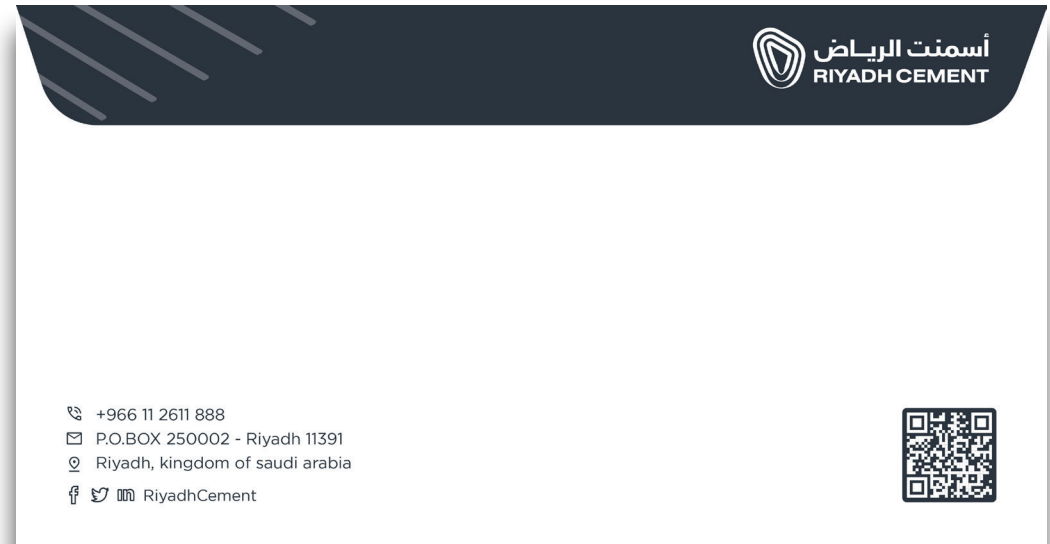 أسمنت الريـاض
RIYADH CEMENT
+966 11 2611 888
P.O.BOX 250002 - Riyadh 11391
Riyadh, kingdom of saudi arabia
RiyadhCement